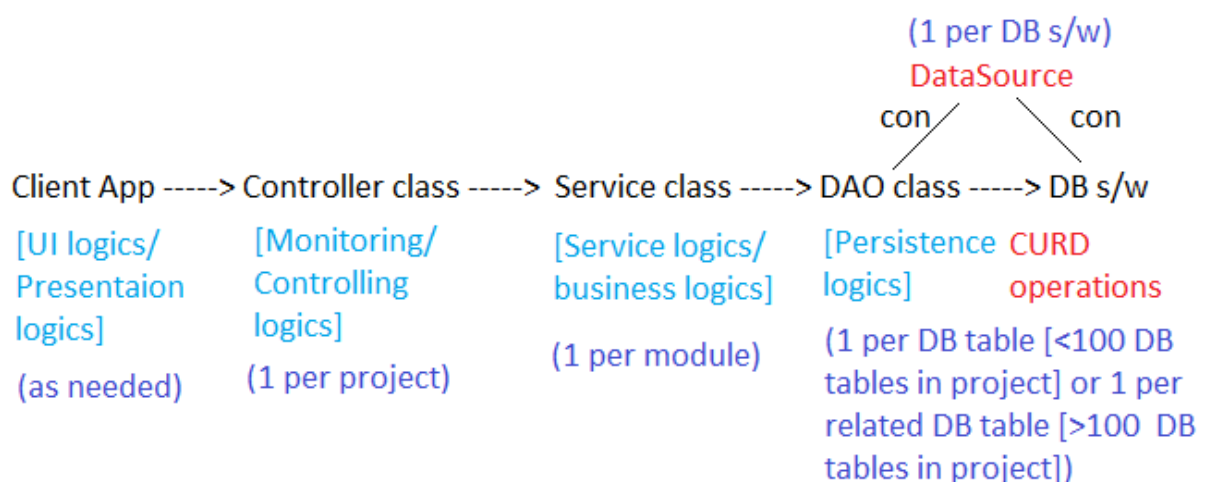 (1 per DB s/w)
DataSource
con con
Client App -----> Controller class -----> Service class -----> DAO class -----> DB s/w
[UI logics/
Presentaion
logics]
(as needed)
[Monitoring/
Controlling
logics]
(1 per project)
[Service logics/
business logics]
(1 per module)
[Persistence
logics]
CURD
operations
(1 per DB table [<100 DB
tables in project] or 1 per
related DB table [>100 DB
tables in project])